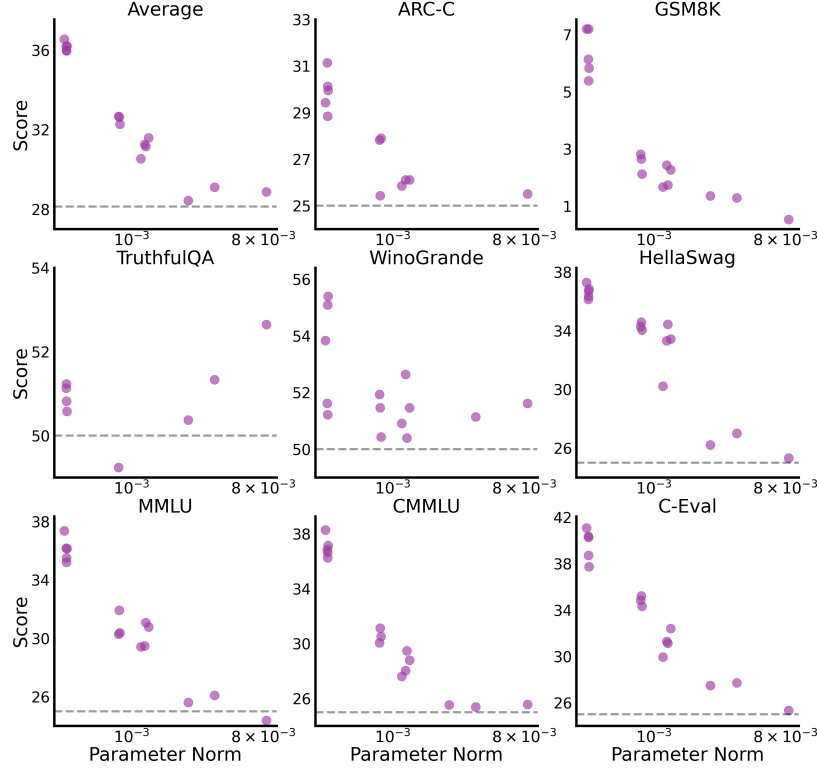 Average
ARC-C
GSM8K
Score
36
32
28
33
31
29
27
25
7
5
3
1
10⁻³
8 × 10⁻³
10⁻³
8 × 10⁻³
10⁻³
8 × 10⁻³
TruthfulQA
WinoGrande
HellaSwag
Score
54
52
50
56
54
52
50
38
34
30
26
10⁻³
8 × 10⁻³
10⁻³
8 × 10⁻³
10⁻³
8 × 10⁻³
MMLU
CMMLU
C-Eval
Score
38
34
30
26
38
34
30
26
42
38
34
30
26
10⁻³
8 × 10⁻³
10⁻³
8 × 10⁻³
10⁻³
8 × 10⁻³
Parameter Norm
Parameter Norm
Parameter Norm